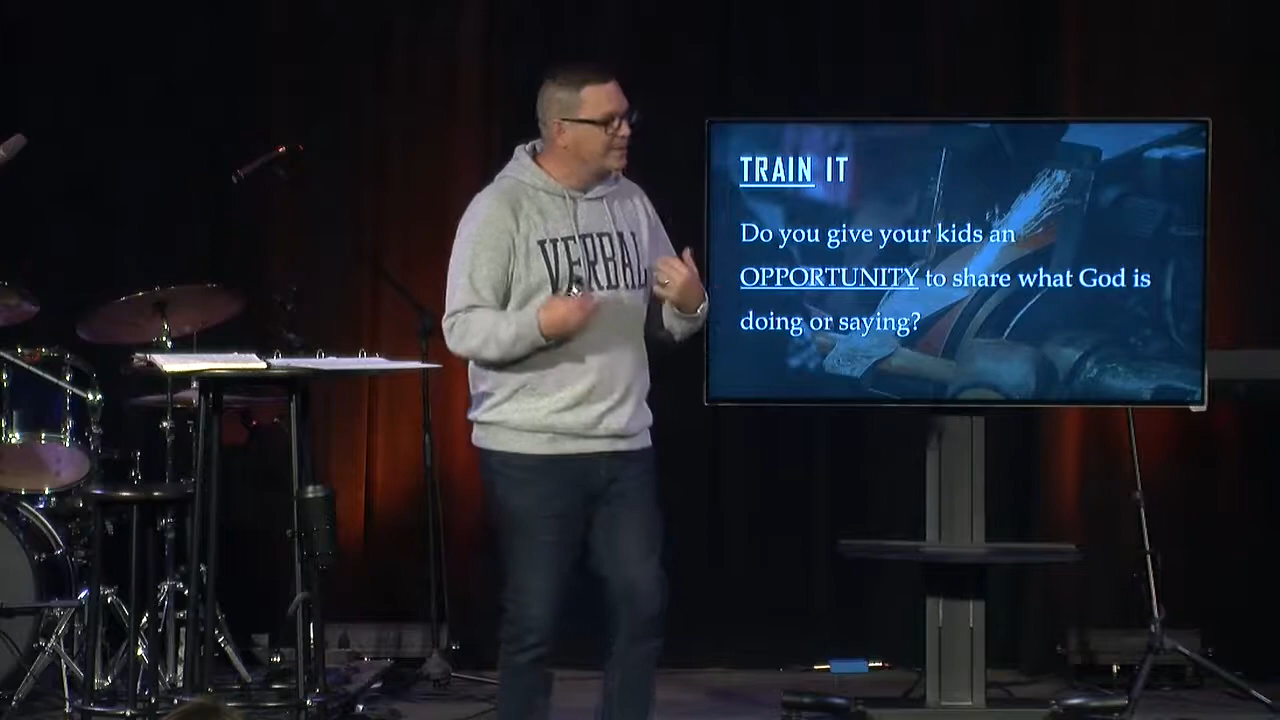 VERBAL
TRAIN IT
Do you give your kids an
OPPORTUNITY to share what God is
doing or saying?